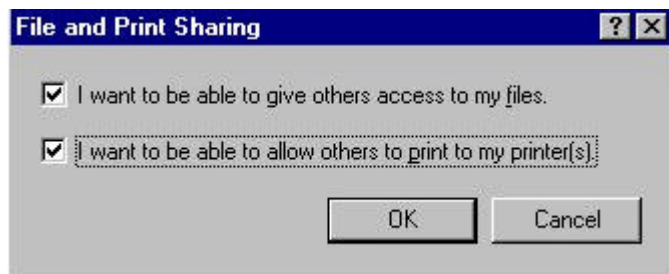 File and Print Sharing
I want to be able to give others access to my files.
I want to be able to allow others to print to my printer(s).
OK Cancel